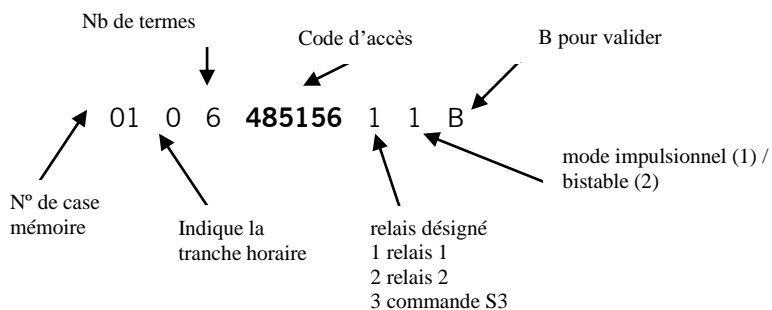 Nb de termes
Code d'accès
B pour valider
01 0 6 485156 1 1 B
mode impulsionnel (1) /
bistable (2)
Nº de case
mémoire
Indique la
tranche horaire
relais désigné
1 relais 1
2 relais 2
3 commande S3